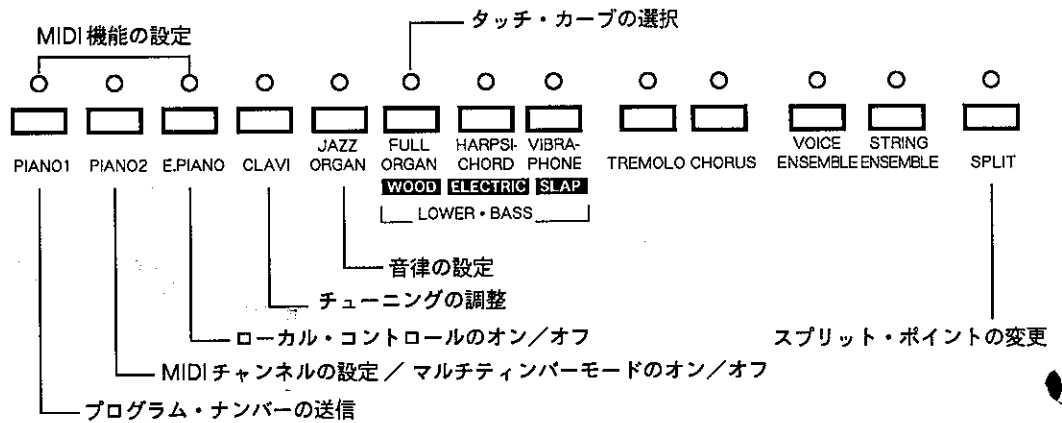 タッチ・カーブの選択
MIDI機能の設定
JAZZ FULL HARPSI- VIBRA- VOICE STRING
ORGAN ORGAN CHORD PHONE ENSEMBLE ENSEMBLE
PIANO1 PIANO2 E.PIANO CLAVI TREMOLO CHORUS SPLIT
WOOD ELECTRIC SLAP
LOWER・BASS
音律の設定
チューニングの調整
ローカル・コントロールのオン/オフ
スプリット・ポイントの変更
MIDIチャンネルの設定 / マルチティンバーモードのオン/オフ
プログラム・ナンバーの送信